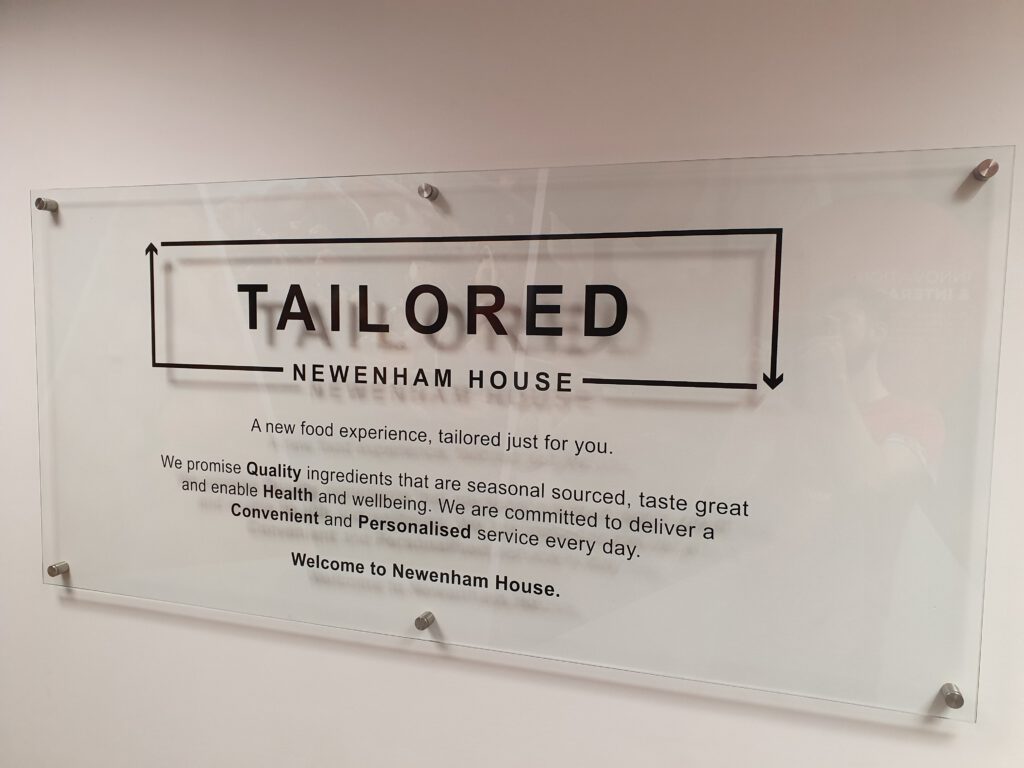 TAILORED
NEWENHAM HOUSE
A new food experience, tailored just for you.
We promise Quality ingredients that are seasonal sourced, taste great
and enable Health and wellbeing. We are committed to deliver a
Convenient and Personalised service every day.
Welcome to Newenham House.